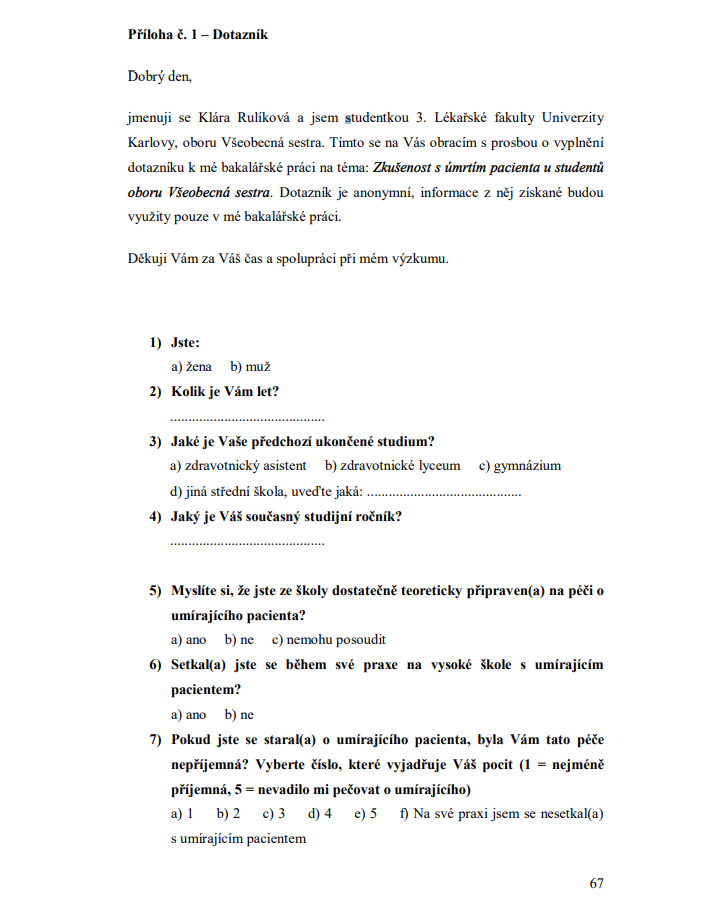 Příloha č. 1 – Dotazník
Dobrý den,
jmenuji se Klára Rulíková a jsem studentkou 3. Lékařské fakulty Univerzity
Karlovy, oboru Všeobecná sestra. Tímto se na Vás obracím s prosbou o vyplnění
dotazníku k mé bakalářské práci na téma: Zkušenost s úmrtím pacienta u studentů
oboru Všeobecná sestra. Dotazník je anonymní, informace z něj získané budou
využity pouze v mé bakalářské práci.
Děkuji Vám za Váš čas a spolupráci při mém výzkumu.
1) Jste:
a) žena b) muž
2) Kolik je Vám let?
...........................................
3) Jaké je Vaše předchozí ukončené studium?
a) zdravotnický asistent b) zdravotnické lyceum c) gymnázium
d) jiná střední škola, uveďte jaká: ...........................................
4) Jaký je Váš současný studijní ročník?
...........................................
5) Myslíte si, že jste ze školy dostatečně teoreticky připraven(a) na péči o
umírajícího pacienta?
a) ano b) ne c) nemohu posoudit
6) Setkal(a) jste se během své praxe na vysoké škole s umírajícím
pacientem?
a) ano b) ne
7) Pokud jste se staral(a) o umírajícího pacienta, byla Vám tato péče
nepříjemná? Vyberte číslo, které vyjadřuje Váš pocit (1 = nejméně
příjemná, 5 = nevadilo mi pečovat o umírajícího)
a) 1 b) 2 c) 3 d) 4 e) 5 f) Na své praxi jsem se nesetkal(a)
s umírajícím pacientem
67